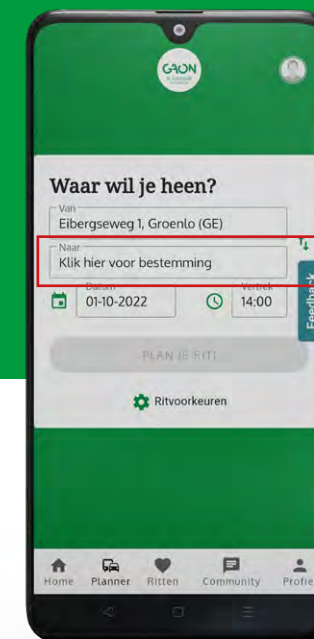 GAON
Waar wil je heen?
Van
Eibergseweg 1, Groenlo (GE)
Naar
Klik hier voor bestemming
Datum
01-10-2022
Vertrek
14:00
Feedback
PLAN JE RIT!
Ritvoorkeuren
Home
Planner
Ritten
Community
Profiel